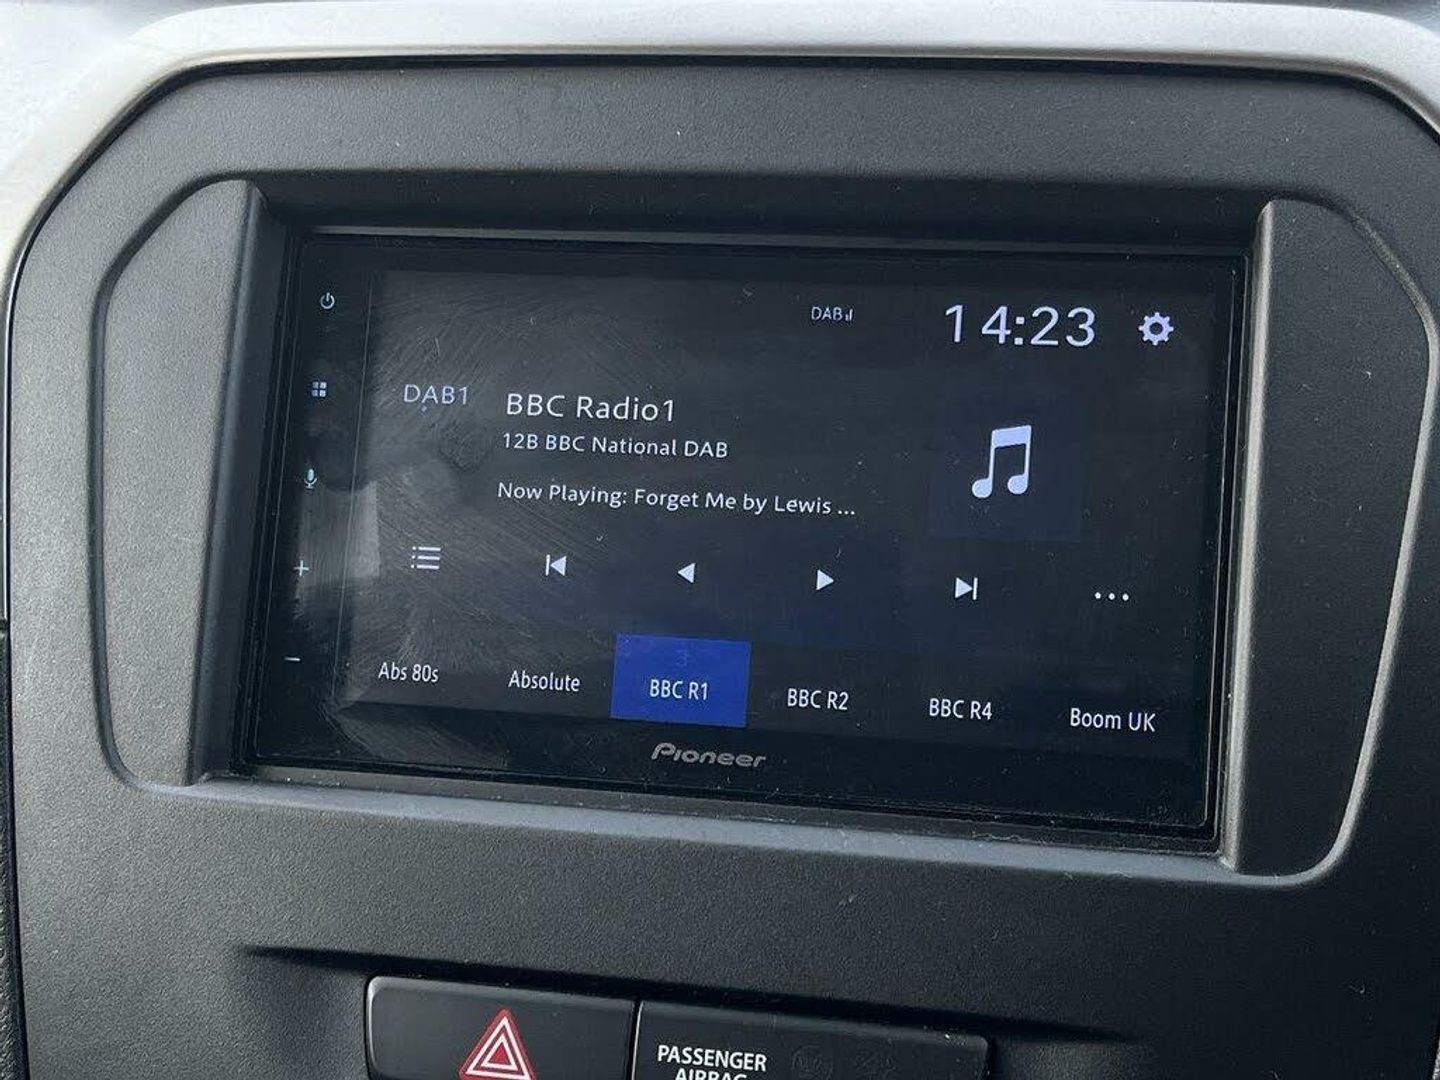 DAB
14:23
DAB1
BBC Radio1
12B BBC National DAB
Now Playing: Forget Me by Lewis ...
Abs 80s
Absolute
BBC R1
BBC R2
BBC R4
Boom UK
Pioneer
PASSENGER
AIRBAG